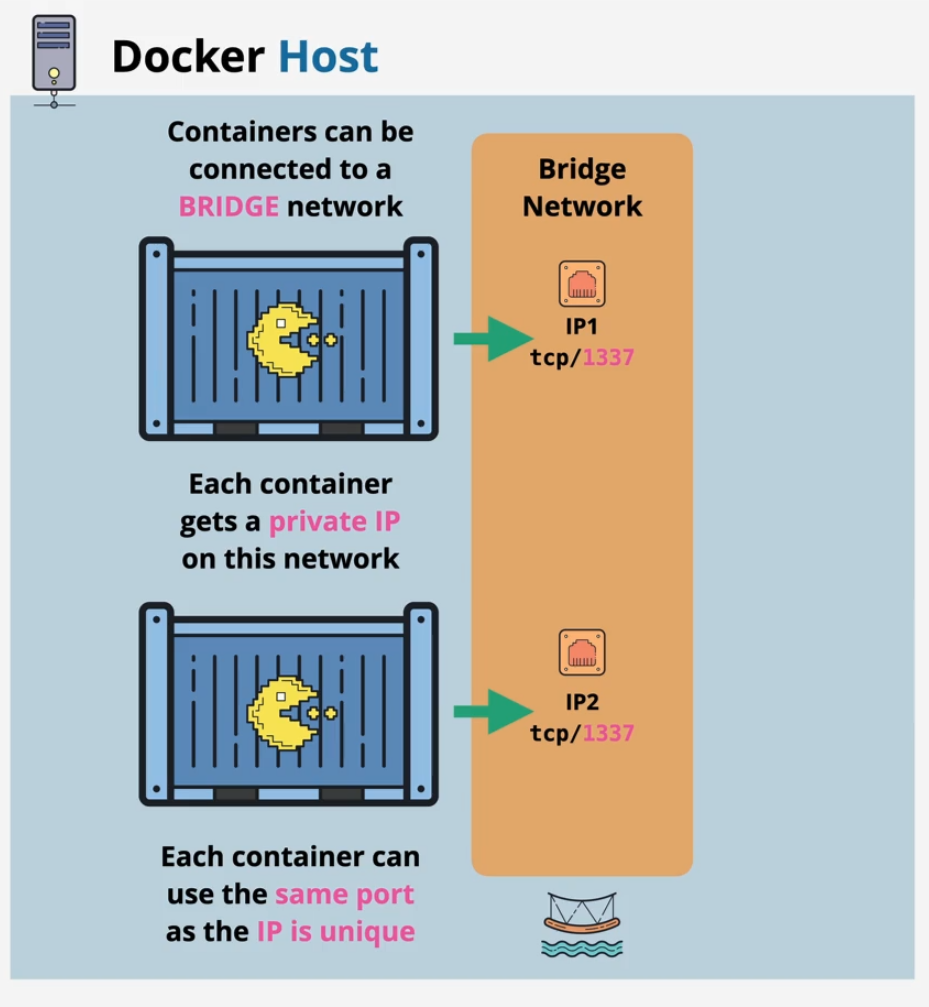 Docker Host
Containers can be
connected to a
BRIDGE network
Bridge
Network
IP1
tcp/1337
Each container
gets a private IP
on this network
IP2
tcp/1337
Each container can
use the same port
as the IP is unique